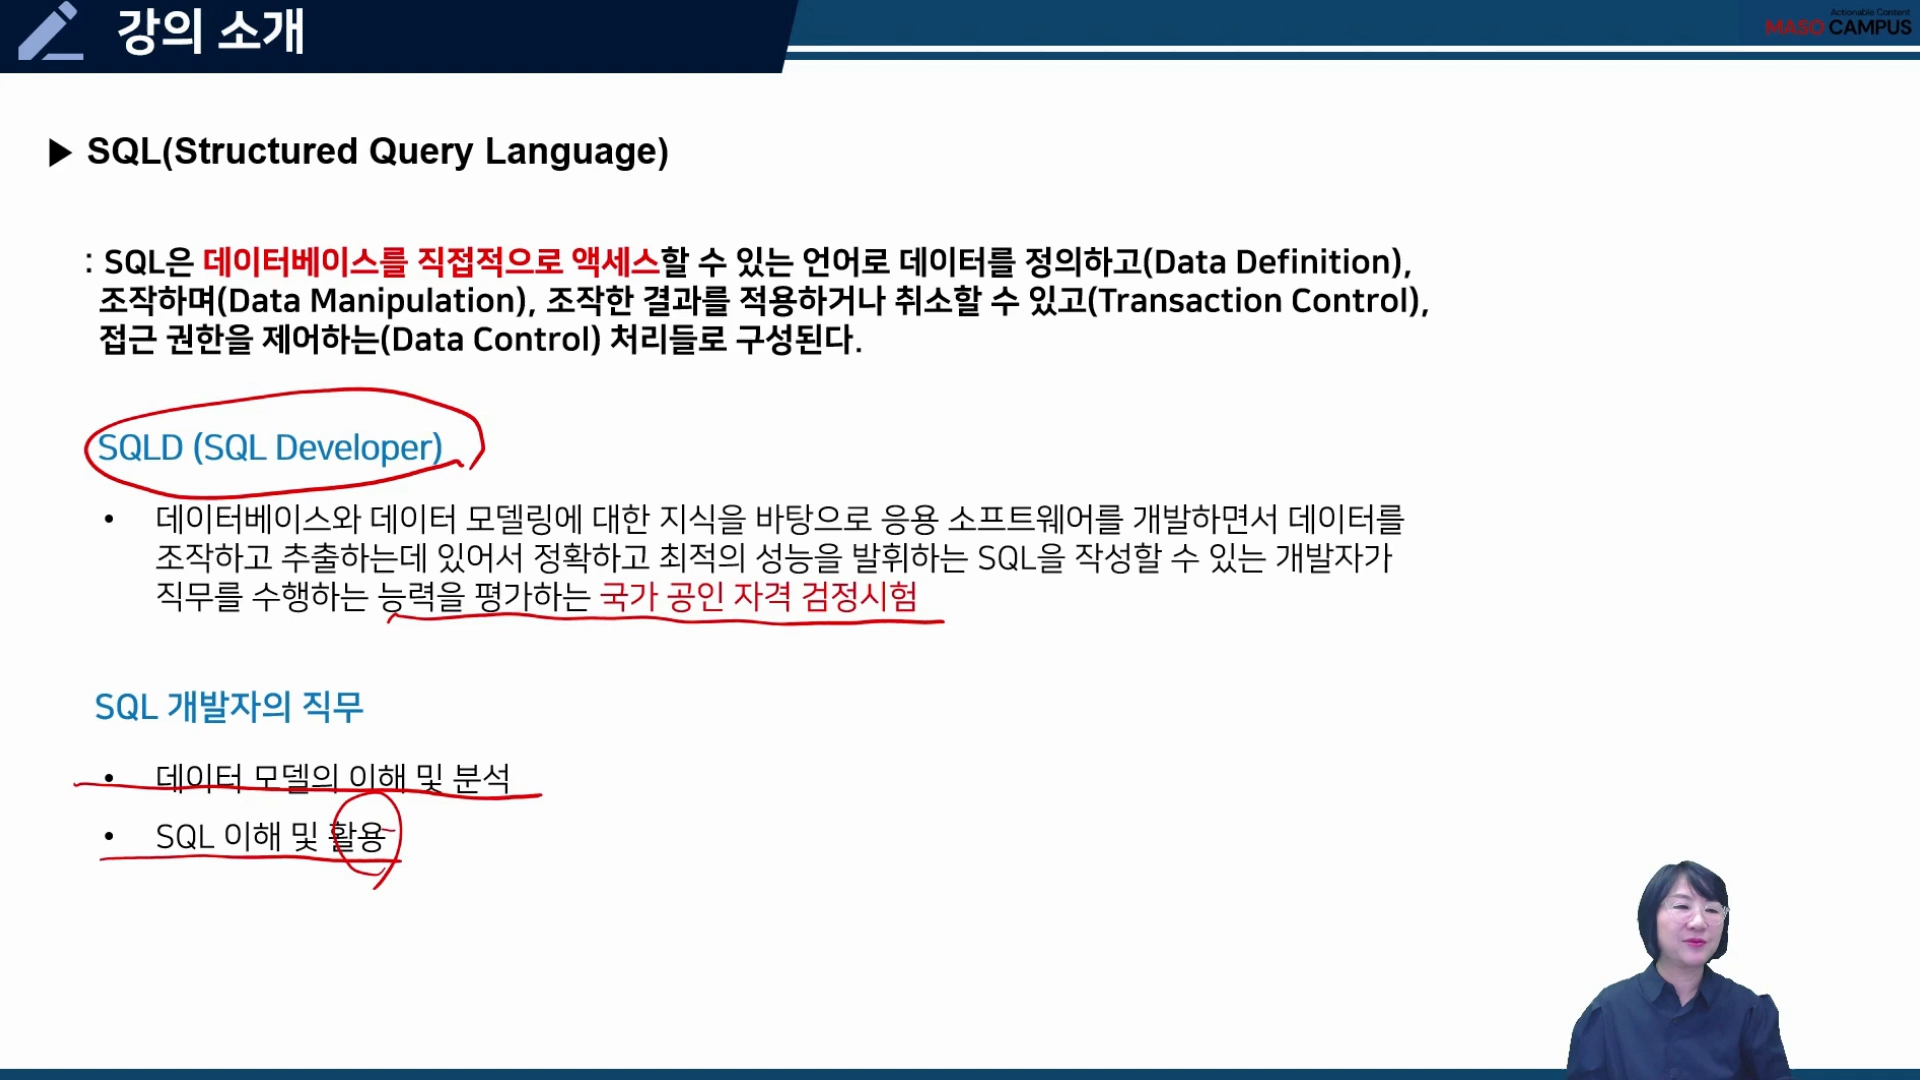 강의 소개
Actionable Content
MASO CAMPUS
▶ SQL(Structured Query Language)
: SQL은 데이터베이스를 직접적으로 액세스할 수 있는 언어로 데이터를 정의하고(Data Definition),
조작하며(Data Manipulation), 조작한 결과를 적용하거나 취소할 수 있고(Transaction Control),
접근 권한을 제어하는(Data Control) 처리들로 구성된다.
SQLD (SQL Developer)
• 데이터베이스와 데이터 모델링에 대한 지식을 바탕으로 응용 소프트웨어를 개발하면서 데이터를
조작하고 추출하는데 있어서 정확하고 최적의 성능을 발휘하는 SQL을 작성할 수 있는 개발자가
직무를 수행하는 능력을 평가하는 국가 공인 자격 검정시험
SQL 개발자의 직무
• 데이터 모델의 이해 및 분석
• SQL 이해 및 활용